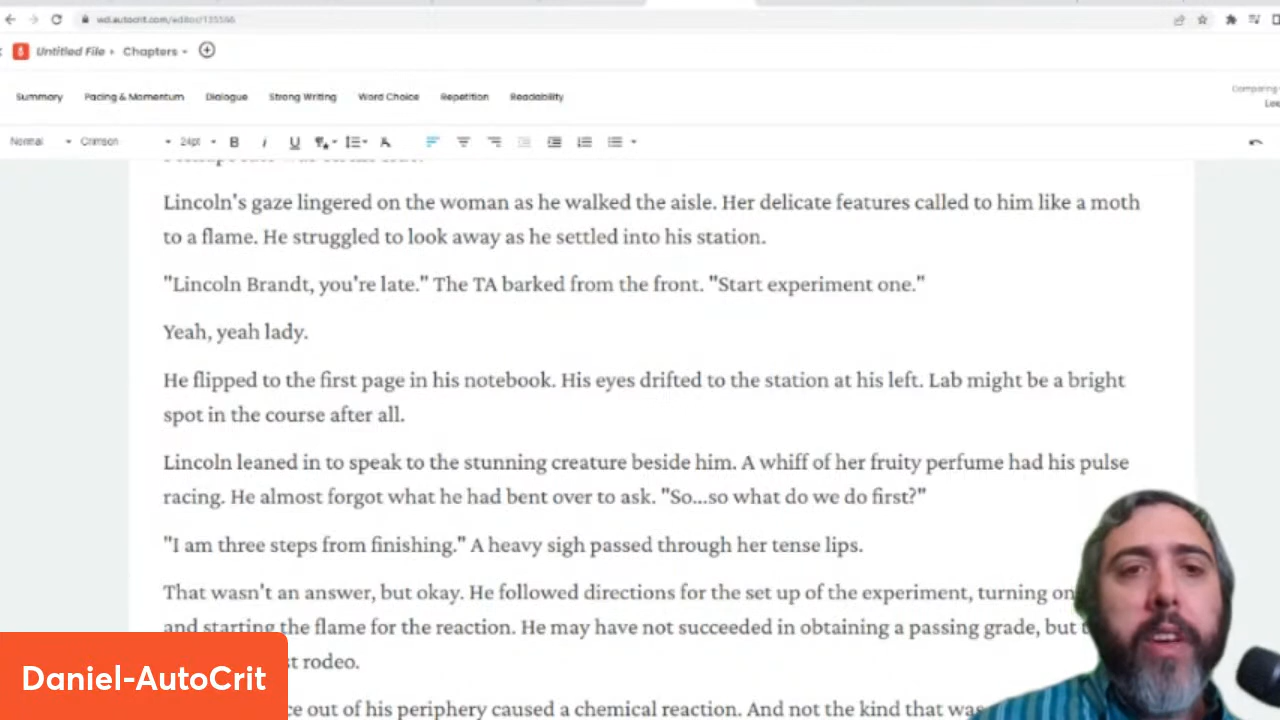 wd.autocrit.com/editor/135586
Untitled File
Chapters
Summary Pacing & Momentum Dialogue Strong Writing Word Choice Repetition Readability
Comparing
Normal Crimson 24pt B i U
Lincoln's gaze lingered on the woman as he walked the aisle. Her delicate features called to him like a moth
to a flame. He struggled to look away as he settled into his station.
"Lincoln Brandt, you're late." The TA barked from the front. "Start experiment one."
Yeah, yeah lady.
He flipped to the first page in his notebook. His eyes drifted to the station at his left. Lab might be a bright
spot in the course after all.
Lincoln leaned in to speak to the stunning creature beside him. A whiff of her fruity perfume had his pulse
racing. He almost forgot what he had bent over to ask. "So...so what do we do first?"
"I am three steps from finishing." A heavy sigh passed through her tense lips.
That wasn't an answer, but okay. He followed directions for the set up of the experiment, turning on
and starting the flame for the reaction. He may have not succeeded in obtaining a passing grade, but
rodeo.
out of his periphery caused a chemical reaction. And not the kind that was
Daniel-AutoCrit